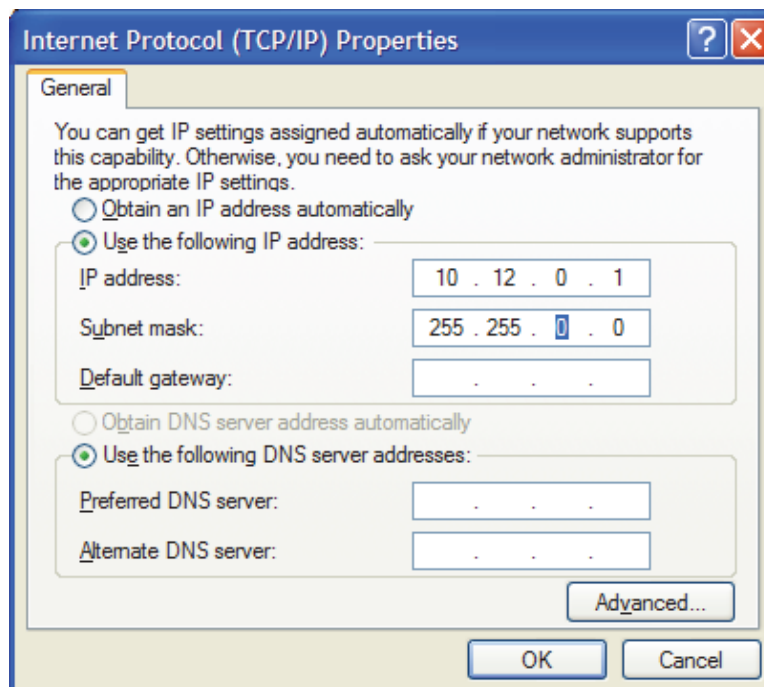 Internet Protocol (TCP/IP) Properties
General
You can get IP settings assigned automatically if your network supports
this capability. Otherwise, you need to ask your network administrator for
the appropriate IP settings.
Obtain an IP address automatically
Use the following IP address:
IP address: 10 . 12 . 0 . 1
Subnet mask: 255 . 255 . 0 . 0
Default gateway: . . .
Obtain DNS server address automatically
Use the following DNS server addresses:
Preferred DNS server: . . .
Alternate DNS server: . . .
Advanced...
OK Cancel